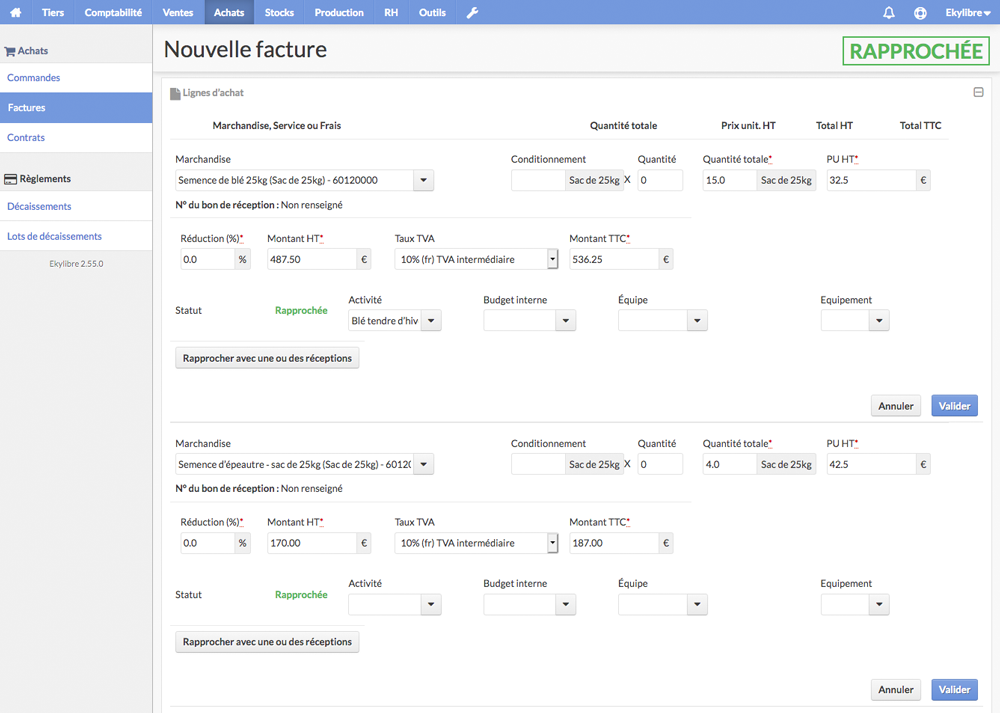 Tiers Comptabilité Ventes Achats Stocks Production RH Outils Ekylibre
Achats
Commandes
Factures
Contrats
Règlements
Décaissements
Lots de décaissements
Ekylibre 2.55.0
Nouvelle facture
RAPPROCHÉE
Lignes d'achat
Marchandise, Service ou Frais Quantité totale Prix unit. HT Total HT Total TTC
Marchandise Conditionnement Quantité Quantité totale* PU HT*
Semence de blé 25kg (Sac de 25kg) - 60120000 Sac de 25kg X 0 15.0 Sac de 25kg 32.5 €
N° du bon de réception : Non renseigné
Réduction (%)* Montant HT* Taux TVA Montant TTC*
0.0 % 487.50 € 10% (fr) TVA intermédiaire 536.25 €
Activité Budget interne Équipe Equipement
Statut Rapprochée Blé tendre d'hiv
Rapprocher avec une ou des réceptions
Annuler Valider
Marchandise Conditionnement Quantité Quantité totale* PU HT*
Semence d'épeautre - sac de 25kg (Sac de 25kg) - 6012( Sac de 25kg X 0 4.0 Sac de 25kg 42.5 €
N° du bon de réception : Non renseigné
Réduction (%)* Montant HT* Taux TVA Montant TTC*
0.0 % 170.00 € 10% (fr) TVA intermédiaire 187.00 €
Activité Budget interne Équipe Equipement
Statut Rapprochée
Rapprocher avec une ou des réceptions
Annuler Valider